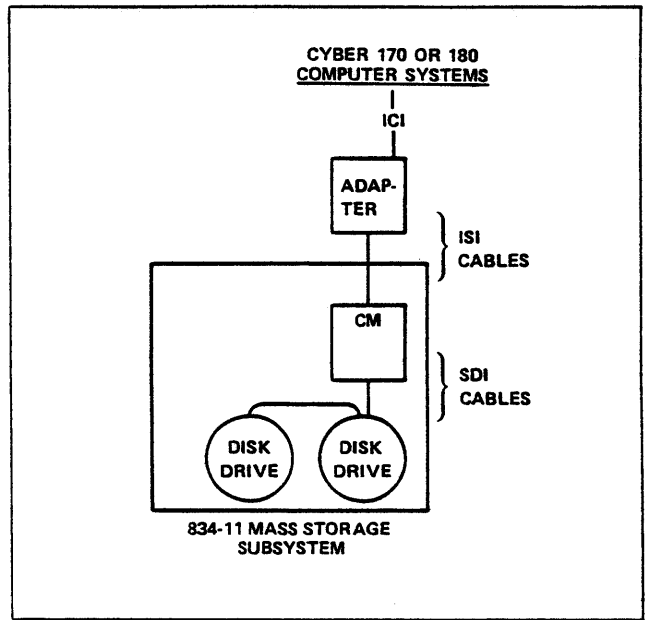 CYBER 170 OR 180
COMPUTER SYSTEMS
ICI
ADAP-
TER
ISI
CABLES
CM
SDI
CABLES
DISK
DRIVE
DISK
DRIVE
834-11 MASS STORAGE
SUBSYSTEM